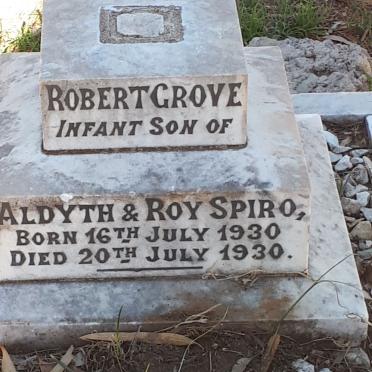 ROBERT GROVE
INFANT SON OF
ALDYTH & ROY SPIRO,
BORN 16TH JULY 1930
DIED 20TH JULY 1930.